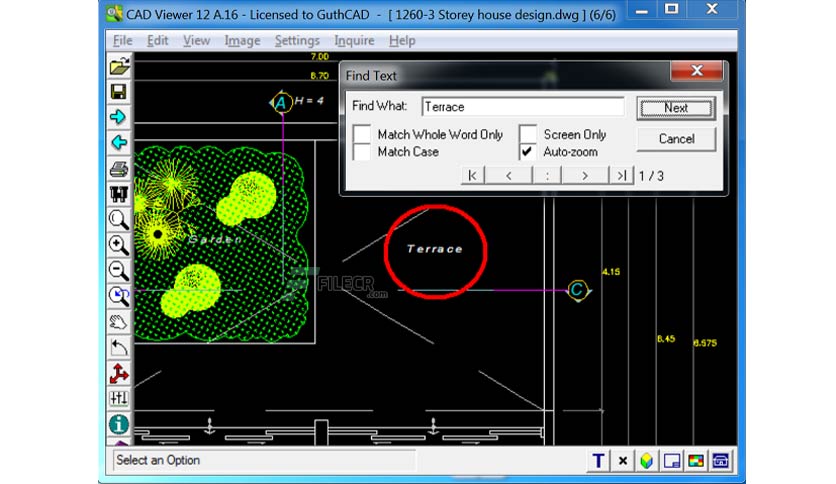 CAD Viewer 12 A.16 - Licensed to GuthCAD - [ 1260-3 Storey house design.dwg ] (6/6)
File Edit View Image Settings Inquire Help
7.00
6.70
A H = 4
Find Text
Find What: Terrace
Next
Match Whole Word Only
Screen Only
Cancel
Match Case
Auto-zoom
|< < : > >| 1 / 3
Garden
Terrace
4.15
FILECR
.com
C
8.45
8.575
Select an Option
T